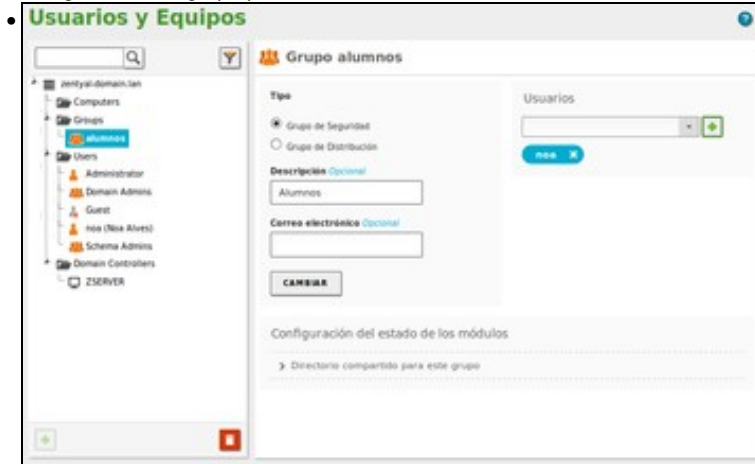 Usuarios y Equipos
zentyal-domain.lan
Computers
Groups
alumnos
Users
Administrator
Domain Admins
Guest
noa (Noa Alves)
Schema Admins
Domain Controllers
ZSERVER
Grupo alumnos
Tipo
Grupo de Seguridad
Grupo de Distribución
Descripción Opcional
Alumnos
Correo electrónico Opcional
CAMBIAR
Usuarios
noa x
Configuración del estado de los módulos
Directorio compartido para este grupo